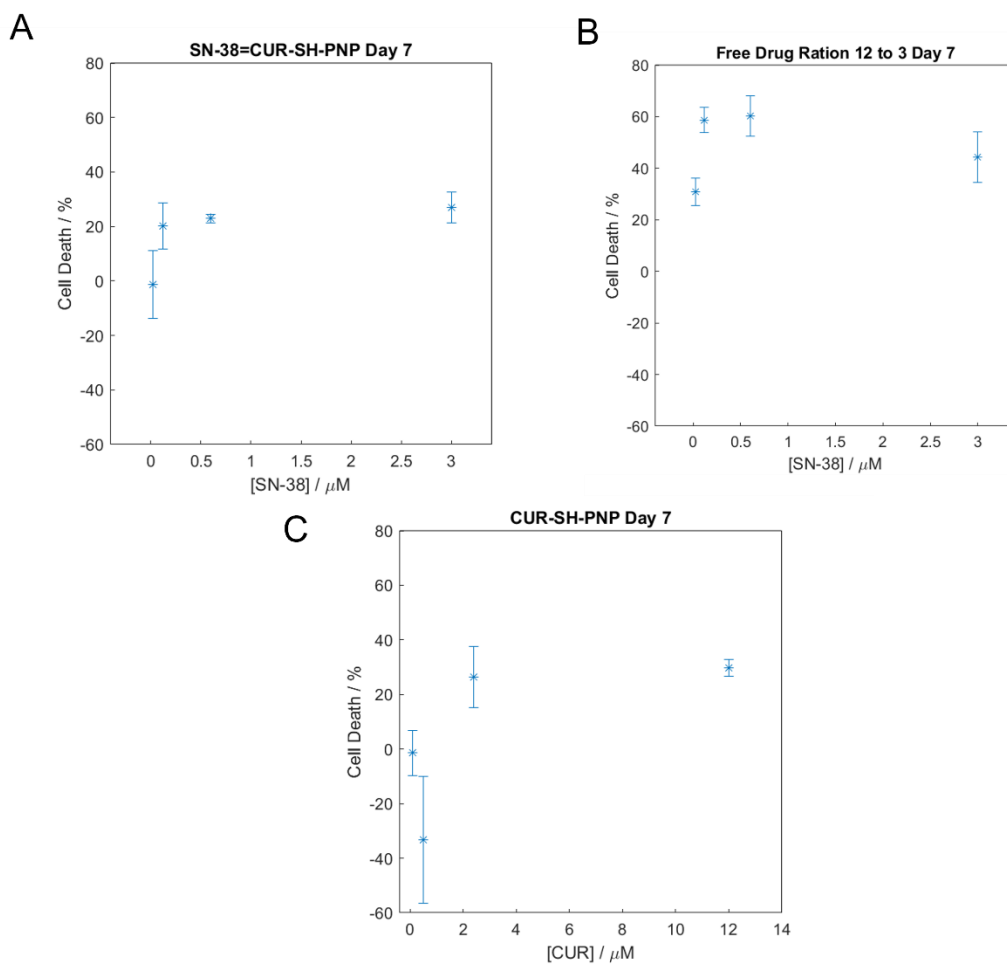 A
SN-38=CUR-SH-PNP Day 7
Cell Death / %
80
60
40
20
0
-20
-40
-60
0 0.5 1 1.5 2 2.5 3
[SN-38] / μM
B
Free Drug Ration 12 to 3 Day 7
Cell Death / %
80
60
40
20
0
-20
-40
-60
0 0.5 1 1.5 2 2.5 3
[SN-38] / μM
C
CUR-SH-PNP Day 7
Cell Death / %
80
60
40
20
0
-20
-40
-60
0 2 4 6 8 10 12 14
[CUR] / μM